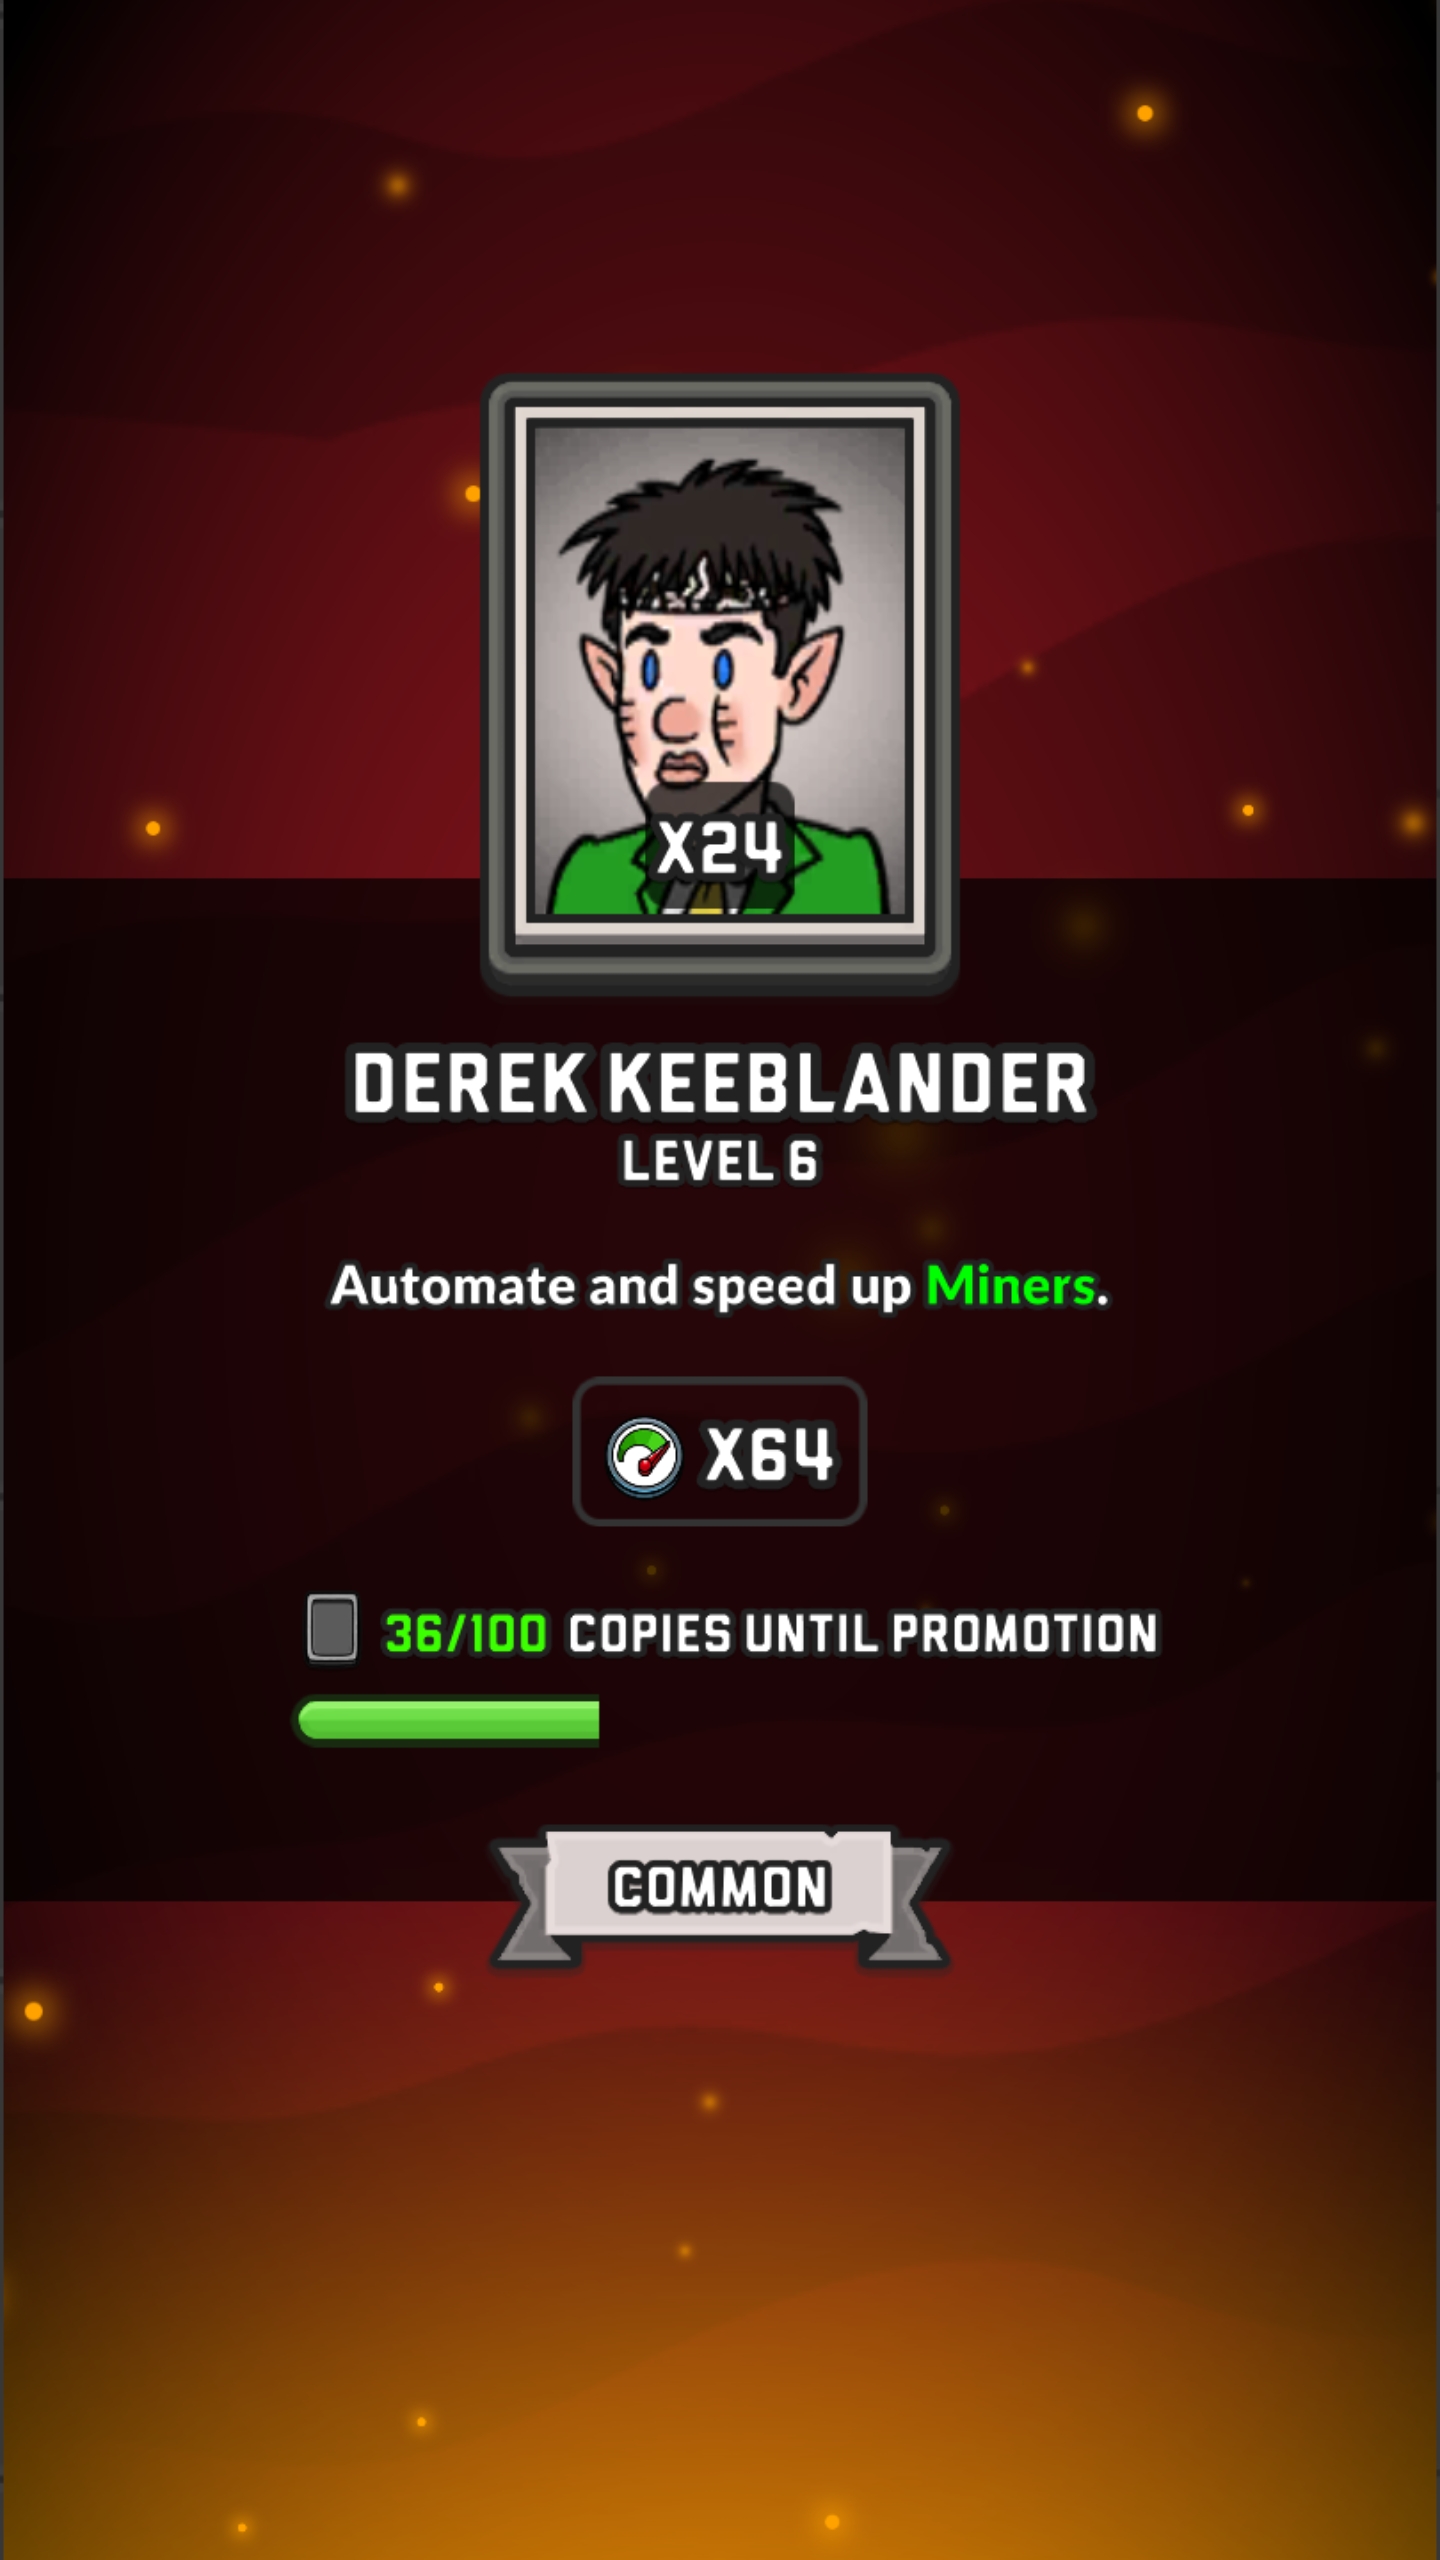 X24
DEREK KEEBLANDER
LEVEL 6
Automate and speed up Miners.
X64
36/100 COPIES UNTIL PROMOTION
COMMON